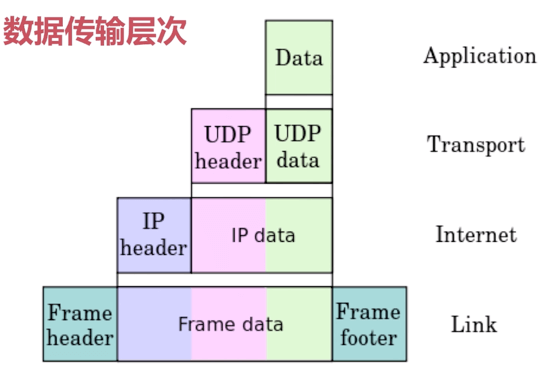 数据传输层次
Data
Application
UDP
header
UDP
data
Transport
IP
header
IP data
Internet
Frame
header
Frame data
Frame
footer
Link